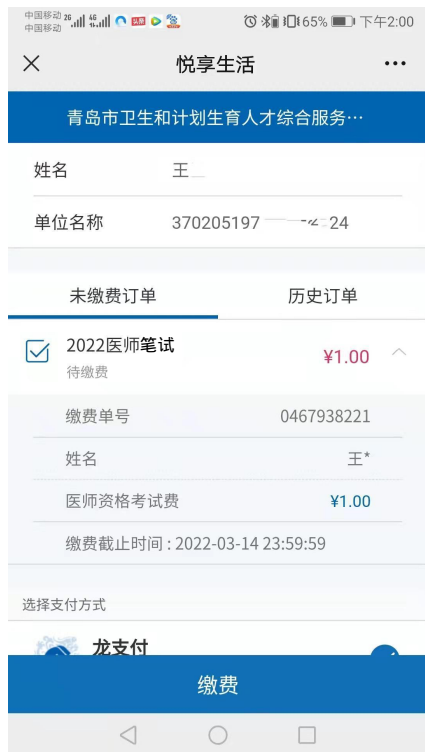 中国移动 26 46 头条 65% 下午2:00
中国移动
悦享生活
青岛市卫生和计划生育人才综合服务…
姓名 王
单位名称 370205197 24
未缴费订单 历史订单
2022医师笔试 ¥1.00
待缴费
缴费单号 0467938221
姓名 王*
医师资格考试费 ¥1.00
缴费截止时间 : 2022-03-14 23:59:59
选择支付方式
龙支付
缴费